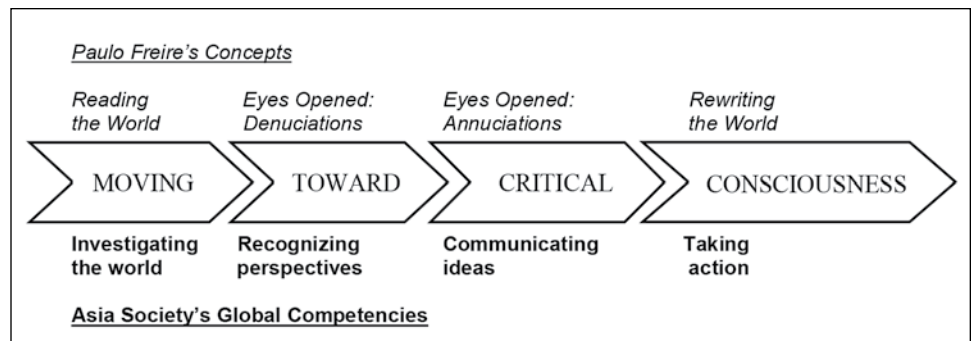 Paulo Freire's Concepts
Reading the World
Eyes Opened: Denuciations
Eyes Opened: Annuciations
Rewriting the World
MOVING TOWARD CRITICAL CONSCIOUSNESS
Investigating the world
Recognizing perspectives
Communicating ideas
Taking action
Asia Society's Global Competencies